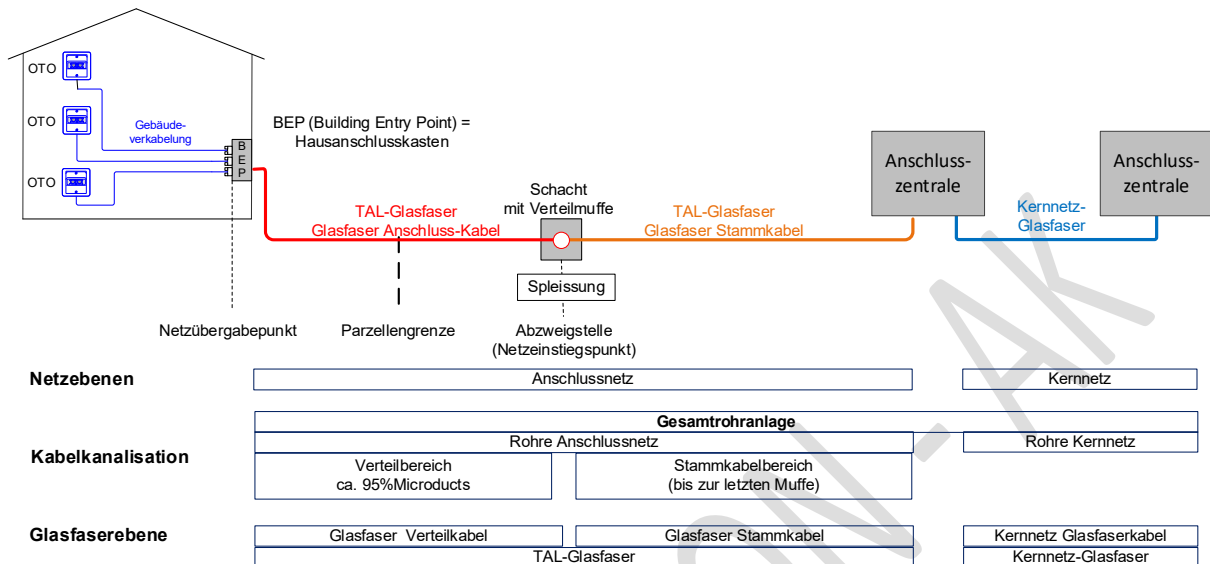 OTO
OTO
OTO
Gebäude-
verkabelung
B
E
P
BEP (Building Entry Point) =
Hausanschlusskasten
TAL-Glasfaser
Glasfaser Anschluss-Kabel
Schacht
mit Verteilmuffe
TAL-Glasfaser
Glasfaser Stammkabel
Anschluss-
zentrale
Kernnetz-
Glasfaser
Anschluss-
zentrale
Spleissung
Netzübergabepunkt
Parzellengrenze
Abzweigstelle
(Netzeinstiegspunkt)
Netzebenen
Anschlussnetz
Kernnetz
Kabelkanalisation
Gesamtrohranlage
Rohre Anschlussnetz
Rohre Kernnetz
Verteilbereich
ca. 95%Microducts
Stammkabelbereich
(bis zur letzten Muffe)
Glasfaserebene
Glasfaser Verteilkabel
Glasfaser Stammkabel
Kernnetz Glasfaserkabel
TAL-Glasfaser
Kernnetz-Glasfaser
ON - AK